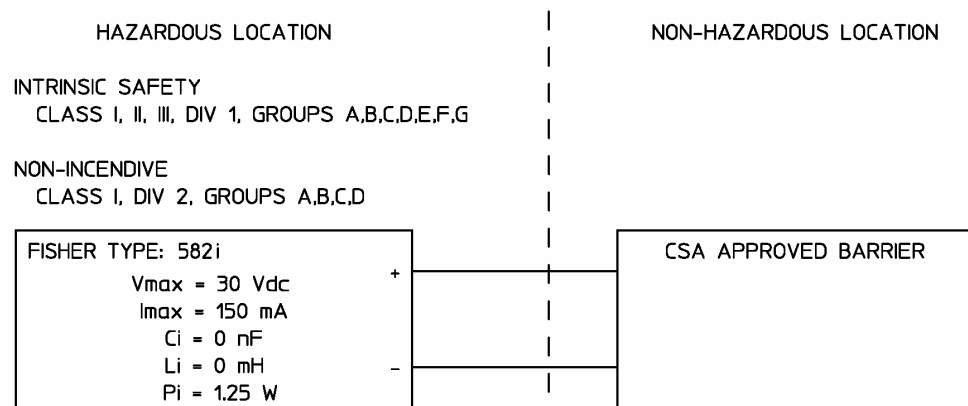 HAZARDOUS LOCATION
NON-HAZARDOUS LOCATION
INTRINSIC SAFETY
CLASS I, II, III, DIV 1, GROUPS A,B,C,D,E,F,G
NON-INCENDIVE
CLASS I, DIV 2, GROUPS A,B,C,D
FISHER TYPE: 582i
Vmax = 30 Vdc
Imax = 150 mA
Ci = 0 nF
Li = 0 mH
Pi = 1.25 W
+
-
CSA APPROVED BARRIER